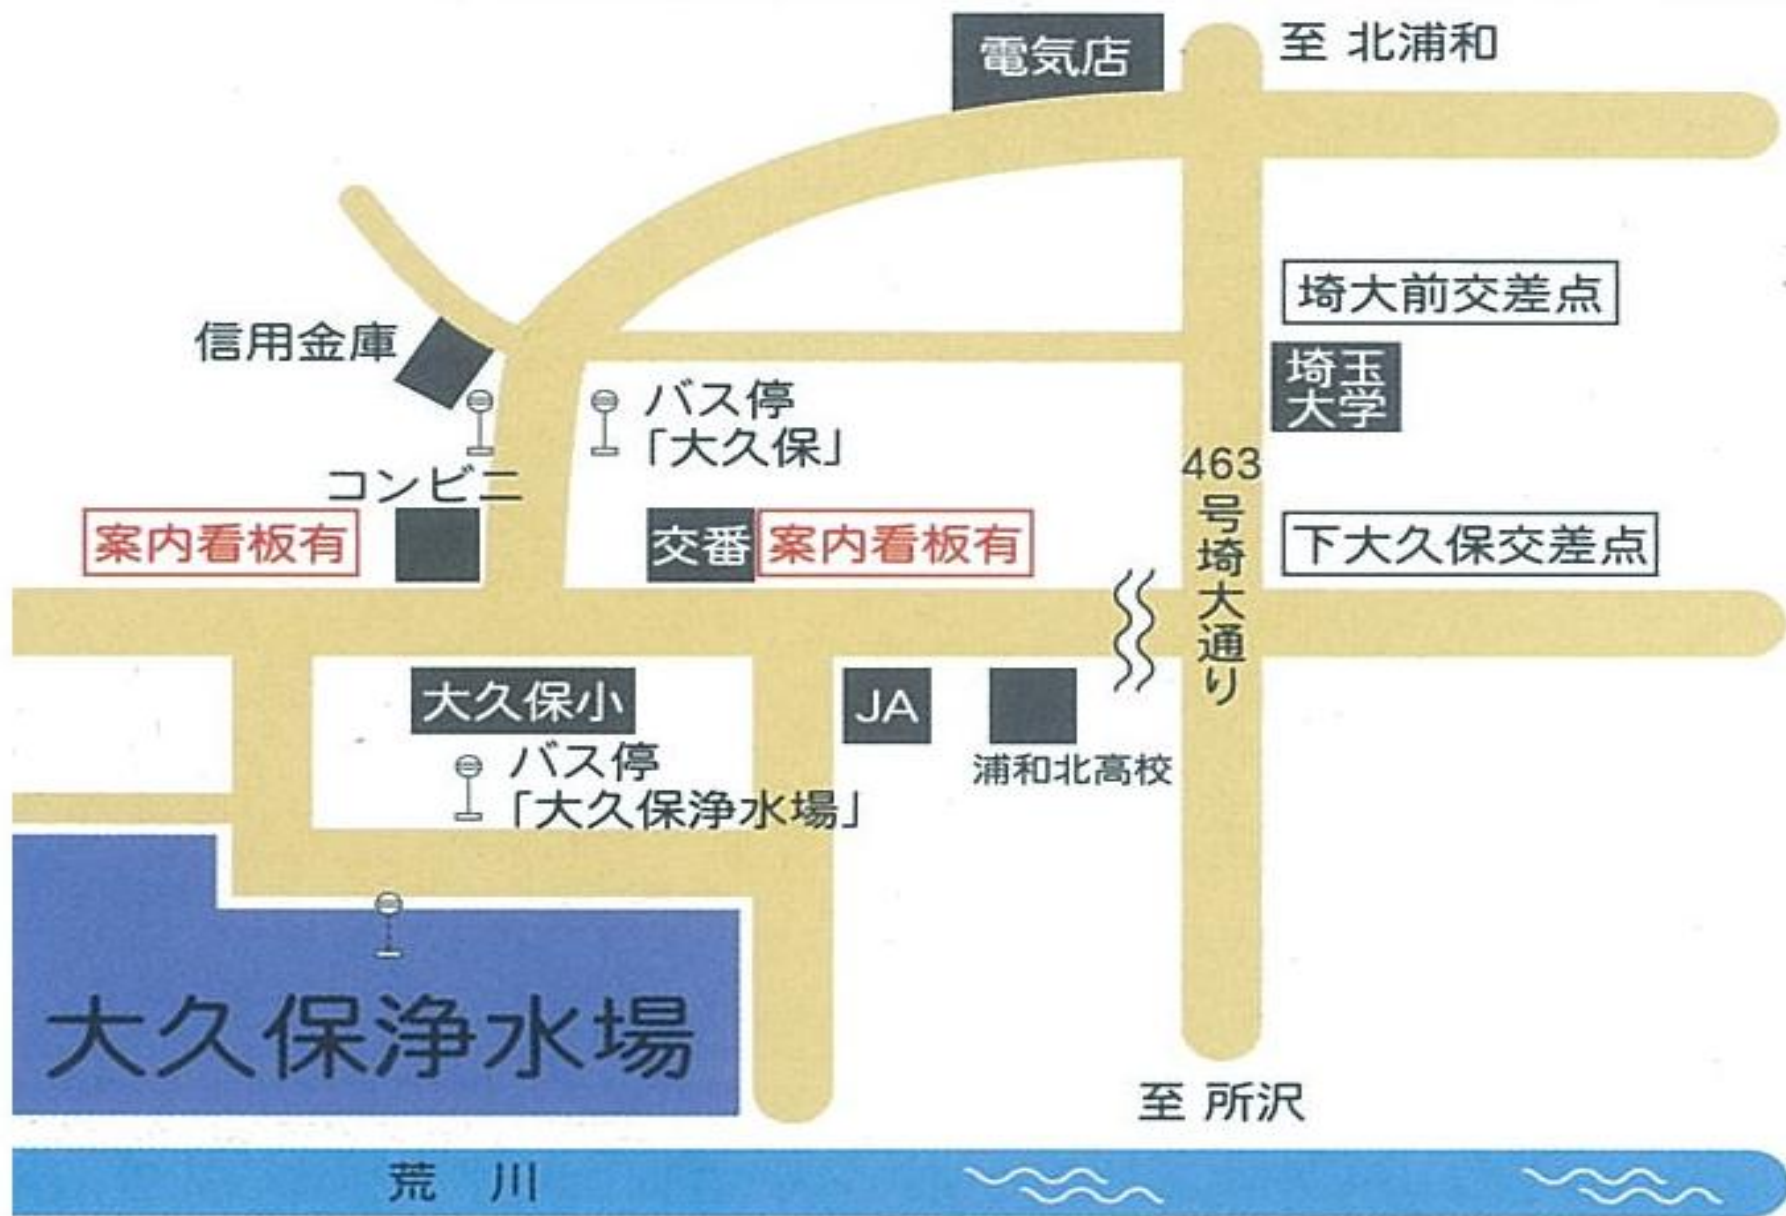 電気店
至 北浦和
埼大前交差点
信用金庫
埼玉
大学
バス停
「大久保」
463
号埼大通り
コンビニ
案内看板有
交番
案内看板有
下大久保交差点
大久保小
JA
バス停
「大久保浄水場」
浦和北高校
大久保浄水場
至 所沢
荒 川